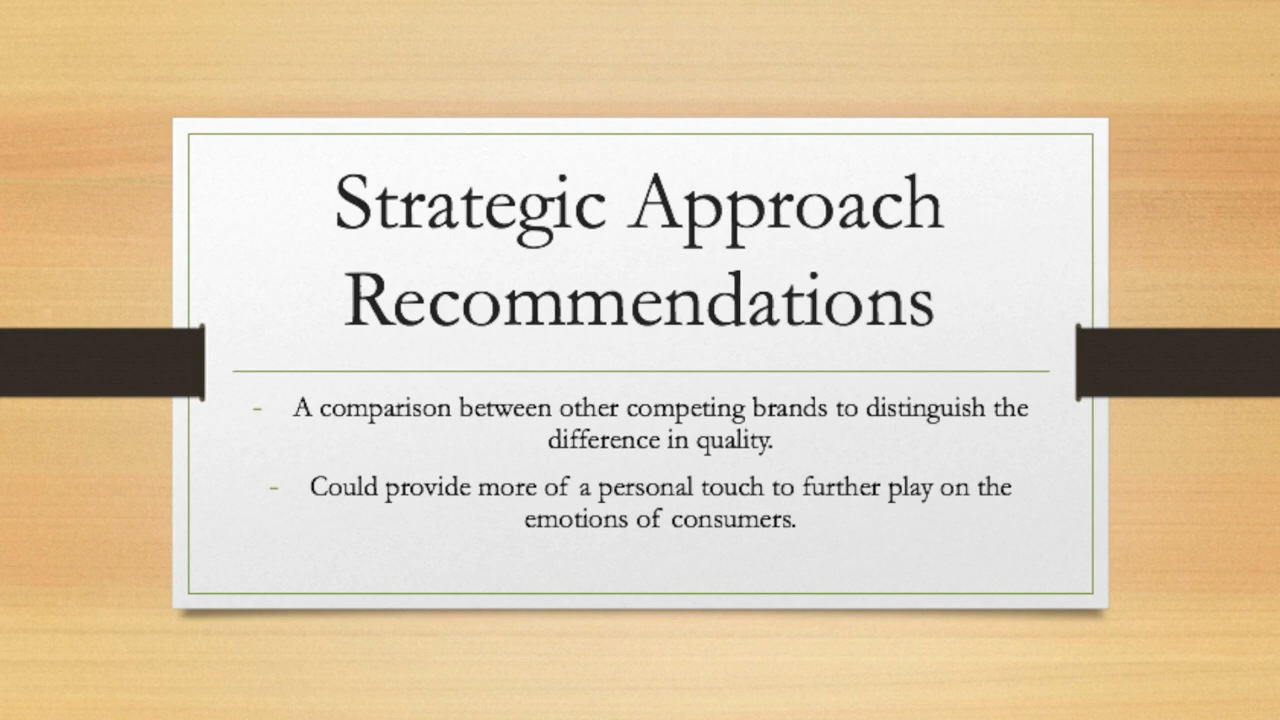 Strategic Approach
Recommendations
- A comparison between other competing brands to distinguish the
difference in quality.
- Could provide more of a personal touch to further play on the
emotions of consumers.